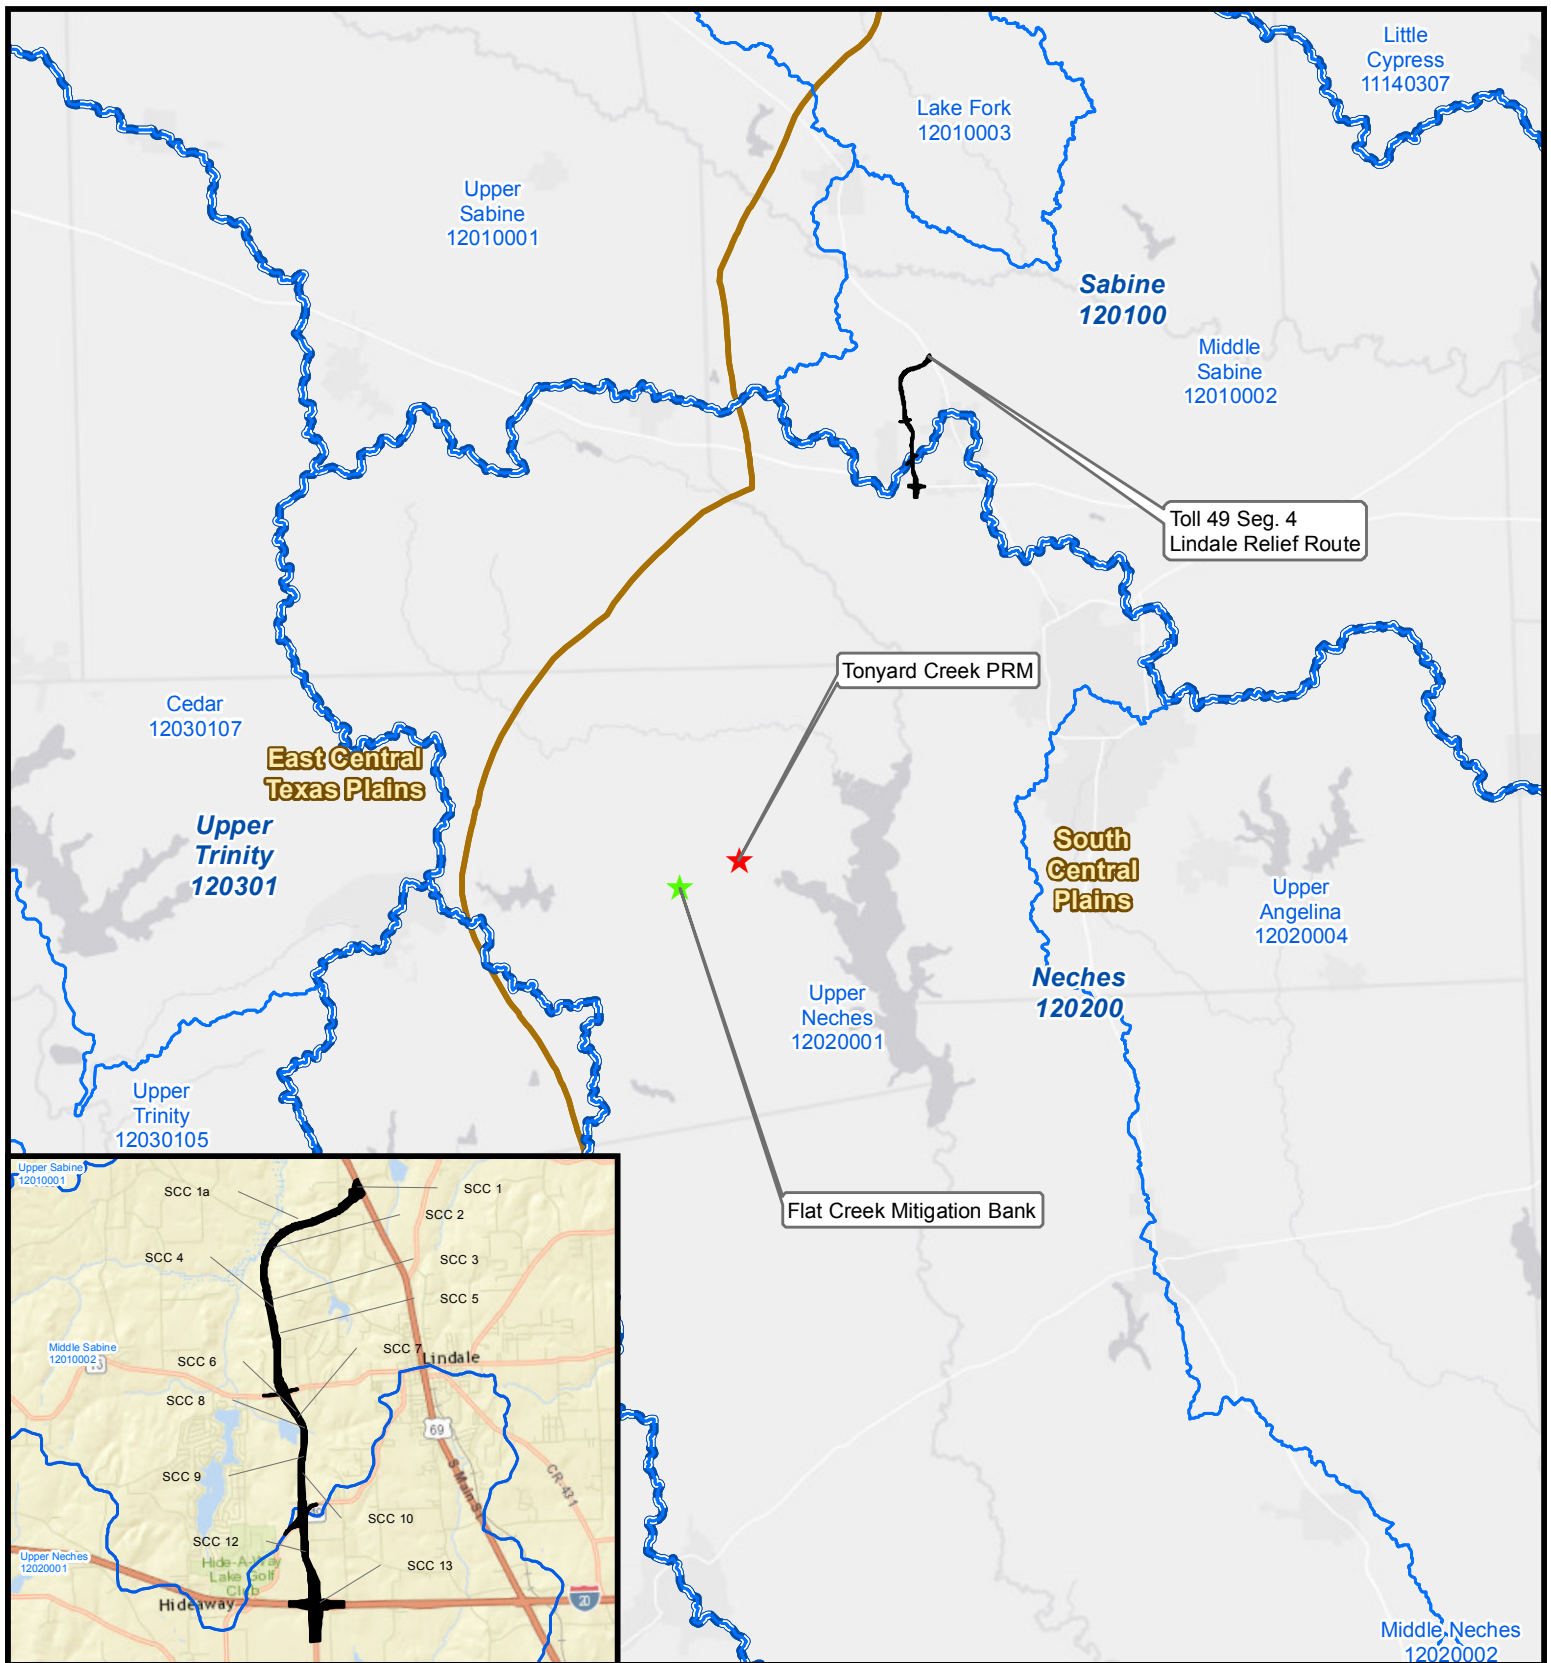 Little
Cypress
11140307
Lake Fork
12010003
Upper
Sabine
12010001
Sabine
120100
Middle
Sabine
12010002
Toll 49 Seg. 4
Lindale Relief Route
Tonyard Creek PRM
Cedar
12030107
East Central
Texas Plains
Upper
Trinity
120301
South
Central
Plains
Upper
Angelina
12020004
Neches
120200
Upper
Neches
12020001
Upper
Trinity
12030105
Flat Creek Mitigation Bank
Middle Neches
12020002
Upper Sabine
12010001
SCC 1a
SCC 1
SCC 2
SCC 4
SCC 3
SCC 5
Middle Sabine
12010002
SCC 6
SCC 7
Lindale
SCC 8
69
SCC 9
S Main St
CR-431
SCC 10
SCC 12
SCC 13
Upper Neches
12020001
Hide-A-Way
Lake Golf
Club
Hideaway
20